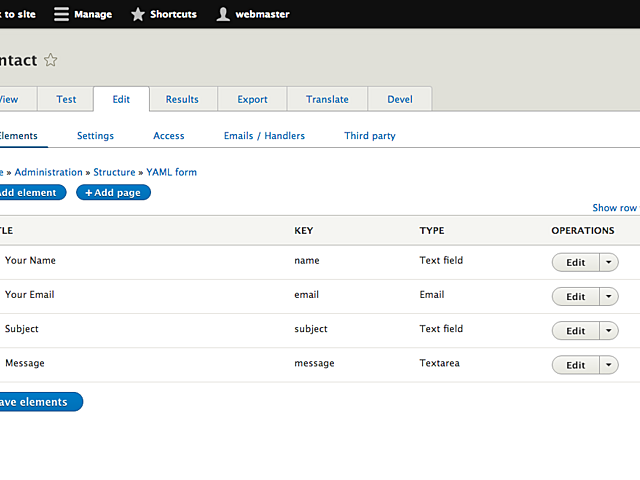 k to site Manage Shortcuts webmaster
ntact
View Test Edit Results Export Translate Devel
Elements Settings Access Emails / Handlers Third party
e » Administration » Structure » YAML form
Add element + Add page
Show row
TLE KEY TYPE OPERATIONS
Your Name name Text field Edit
Your Email email Email Edit
Subject subject Text field Edit
Message message Textarea Edit
ave elements